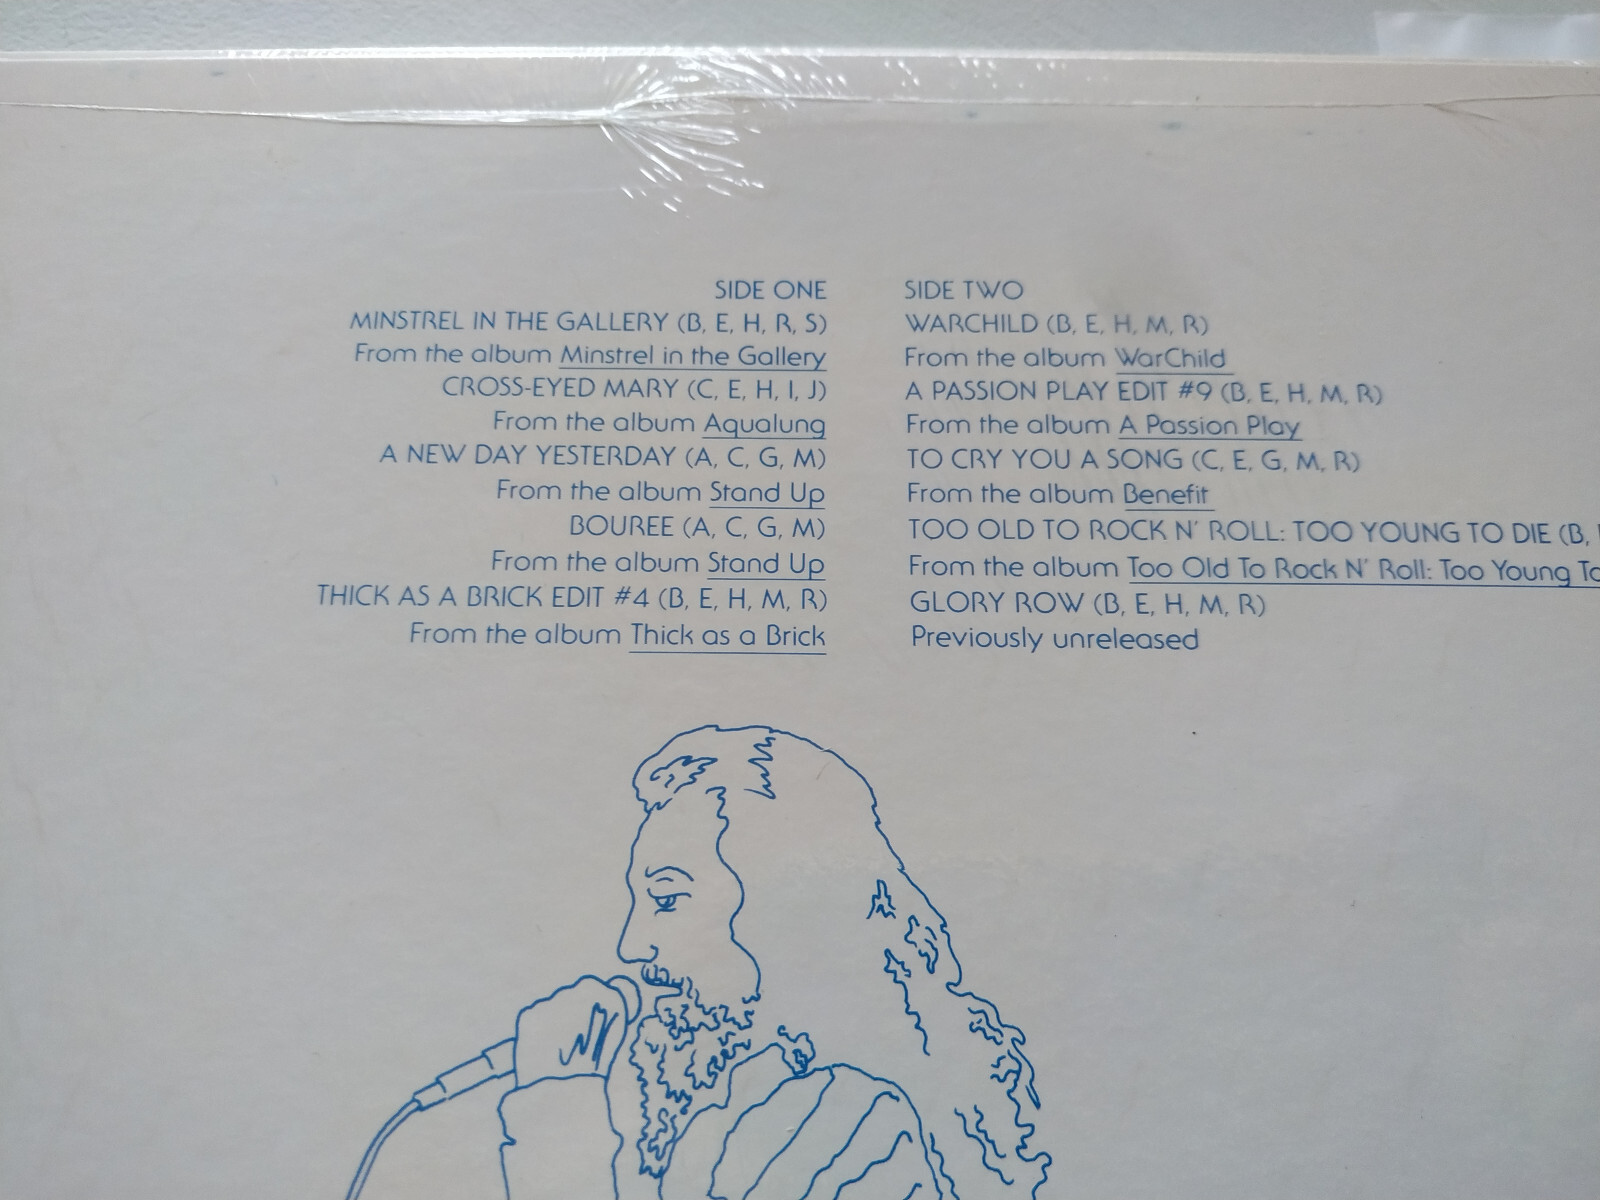 SIDE ONE
MINSTREL IN THE GALLERY (B, E, H, R, S)
From the album Minstrel in the Gallery
CROSS-EYED MARY (C, E, H, I, J)
From the album Aqualung
A NEW DAY YESTERDAY (A, C, G, M)
From the album Stand Up
BOUREE (A, C, G, M)
From the album Stand Up
THICK AS A BRICK EDIT #4 (B, E, H, M, R)
From the album Thick as a Brick
SIDE TWO
WARCHILD (B, E, H, M, R)
From the album WarChild
A PASSION PLAY EDIT #9 (B, E, H, M, R)
From the album A Passion Play
TO CRY YOU A SONG (C, E, G, M, R)
From the album Benefit
TOO OLD TO ROCK N' ROLL: TOO YOUNG TO DIE (B,
From the album Too Old To Rock N' Roll: Too Young To
GLORY ROW (B, E, H, M, R)
Previously unreleased